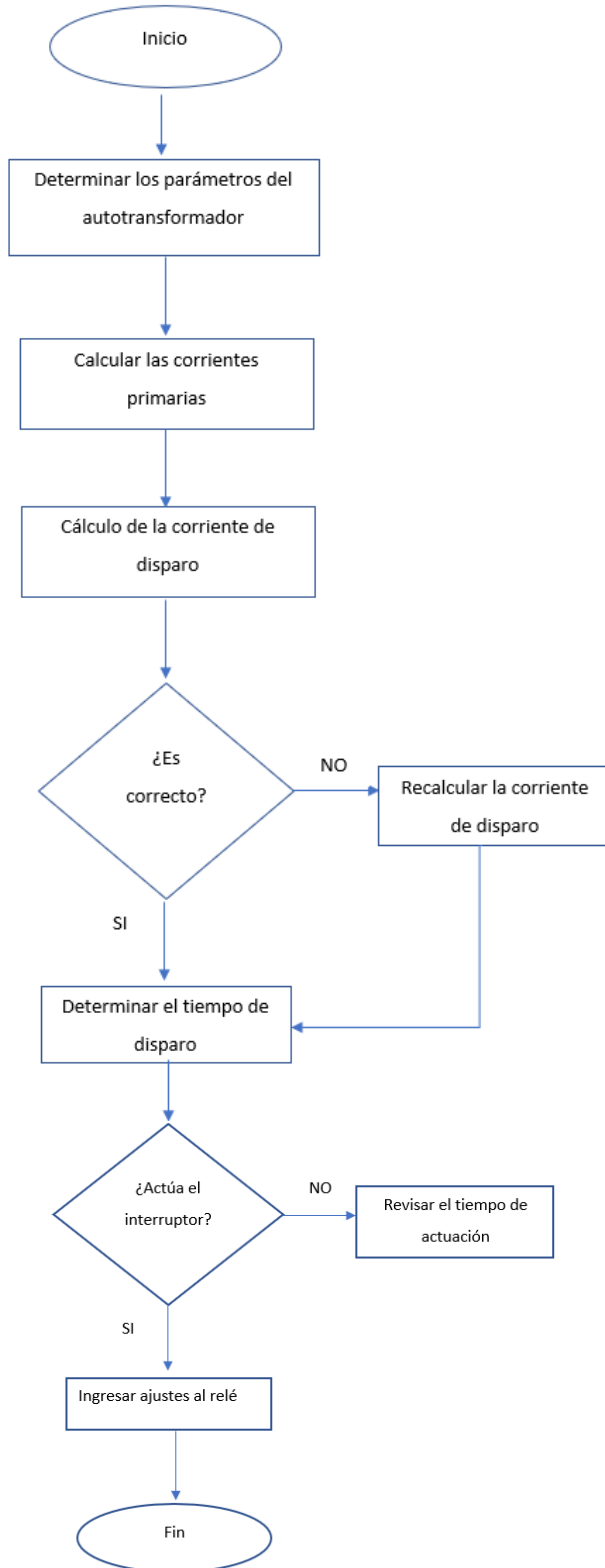 Inicio
Determinar los parámetros del
autotransformador
Calcular las corrientes
primarias
Cálculo de la corriente de
disparo
¿Es
correcto?
NO
Recalcular la corriente
de disparo
SI
Determinar el tiempo de
disparo
¿Actúa el
interruptor?
NO
Revisar el tiempo de
actuación
SI
Ingresar ajustes al relé
Fin